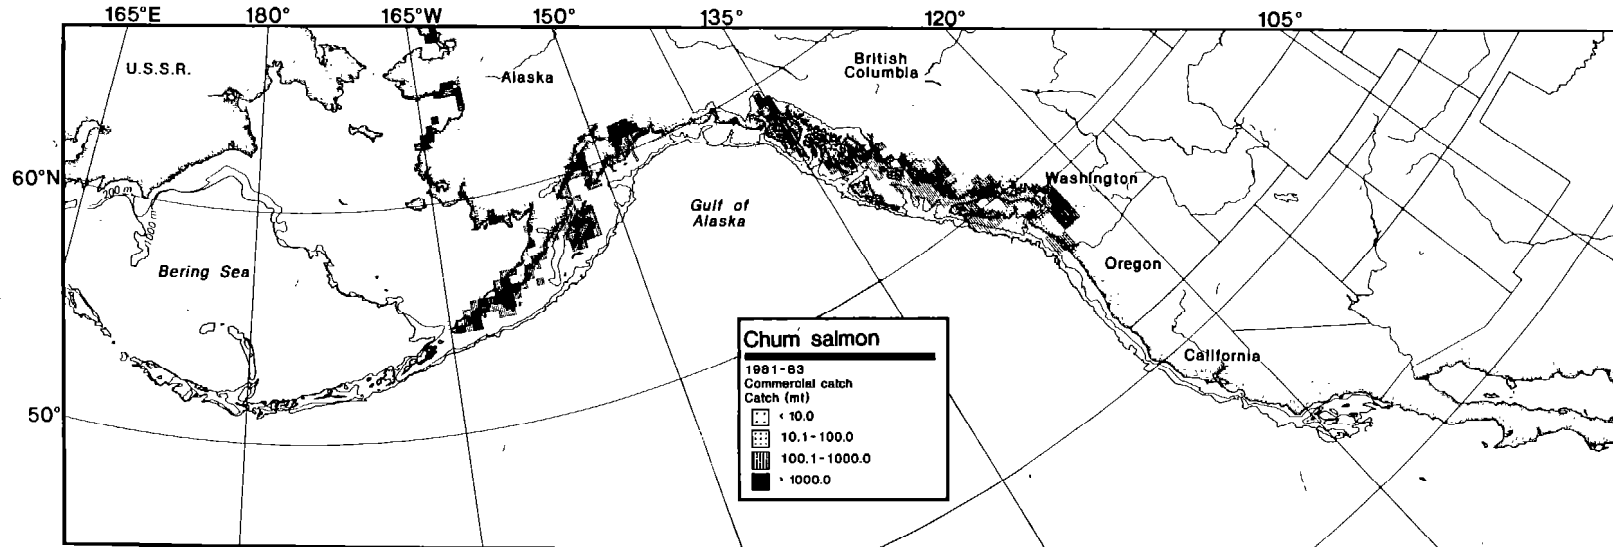 165°E 180° 165°W 150° 135° 120° 105°
U.S.S.R.
Alaska
British
Columbia
60°N
200 m
1000 m
Washington
Gulf of
Alaska
Bering Sea
Oregon
50°
California
Chum salmon
1981-83
Commercial catch
Catch (mt)
< 10.0
10.1-100.0
100.1-1000.0
> 1000.0